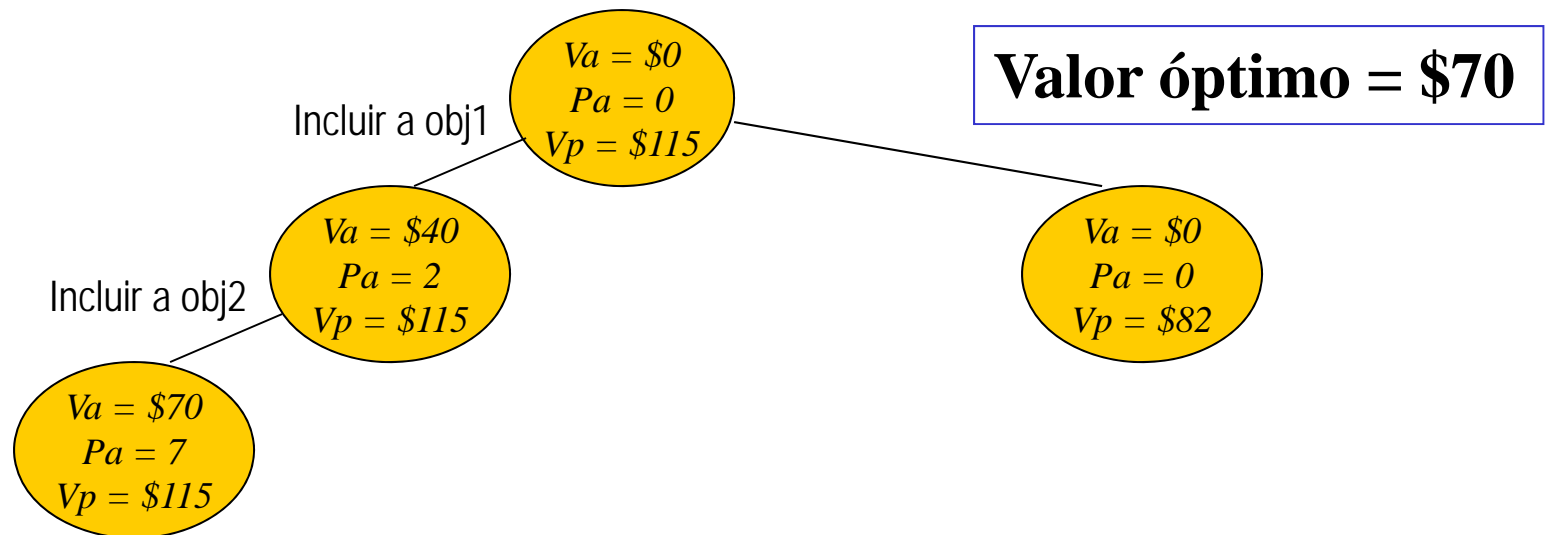 Va = $0
Pa = 0
Vp = $115
Valor óptimo = $70
Incluir a obj1
Va = $40
Pa = 2
Vp = $115
Va = $0
Pa = 0
Vp = $82
Incluir a obj2
Va = $70
Pa = 7
Vp = $115